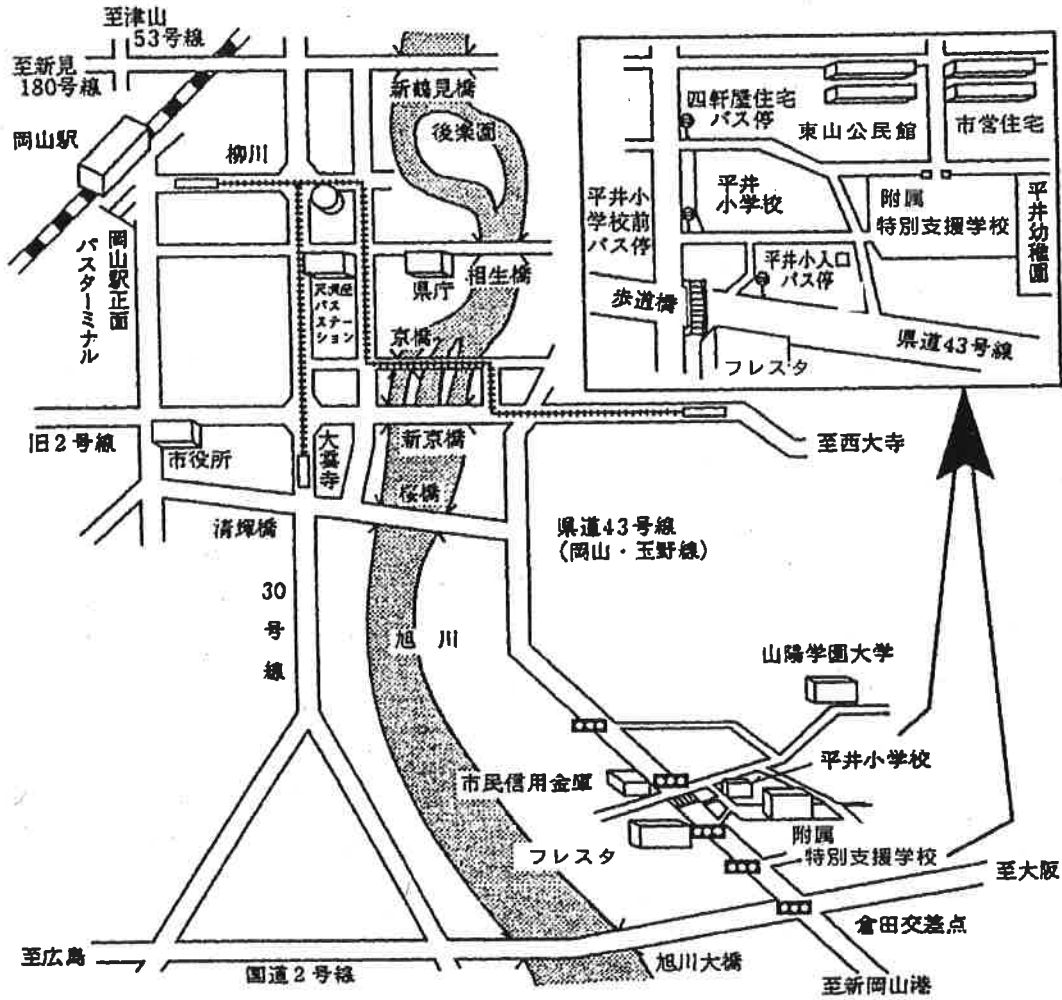 至津山
53号線
至新見
180号線
岡山駅
柳川
新鶴見橋
後楽園
岡山駅正面
バスターミナル
天満屋
バス
ステー
ション
県庁
相生橋
京橋
旧2号線
市役所
大雲寺
新京橋
至西大寺
清輝橋
桜橋
県道43号線
(岡山・玉野線)
30
号
線
旭川
山陽学園大学
平井小学校
市民信用金庫
フレスタ
附属
特別支援学校
至大阪
倉田交差点
至広島
国道2号線
旭川大橋
至新岡山港
四軒屋住宅
バス停
東山公民館
市営住宅
平井小
学校前
バス停
平井
小学校
附属
特別支援学校
平井幼稚園
平井小入口
バス停
歩道橋
県道43号線
フレスタ